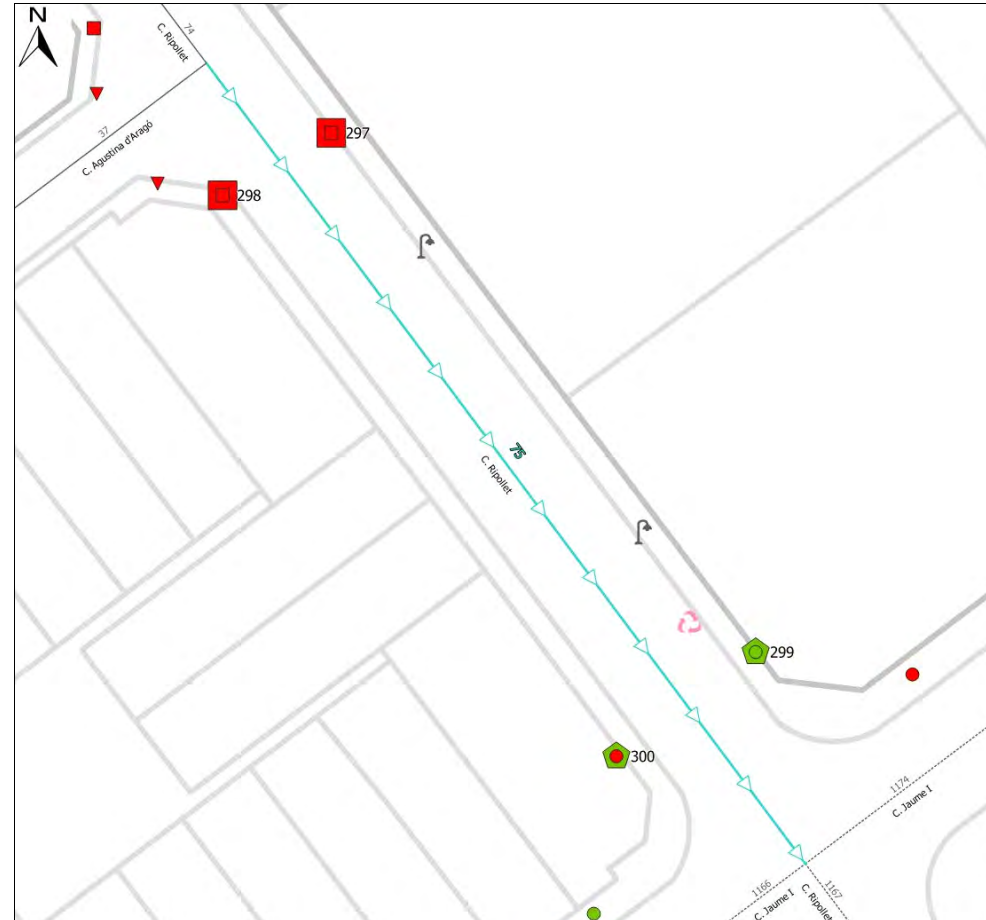 N
74
C. Ripollet
297
37
C. Agustina d'Aragó
298
75
C. Ripollet
299
300
1174
C. Jaume I
1166
C. Jaume I
1167
C. Ripollet